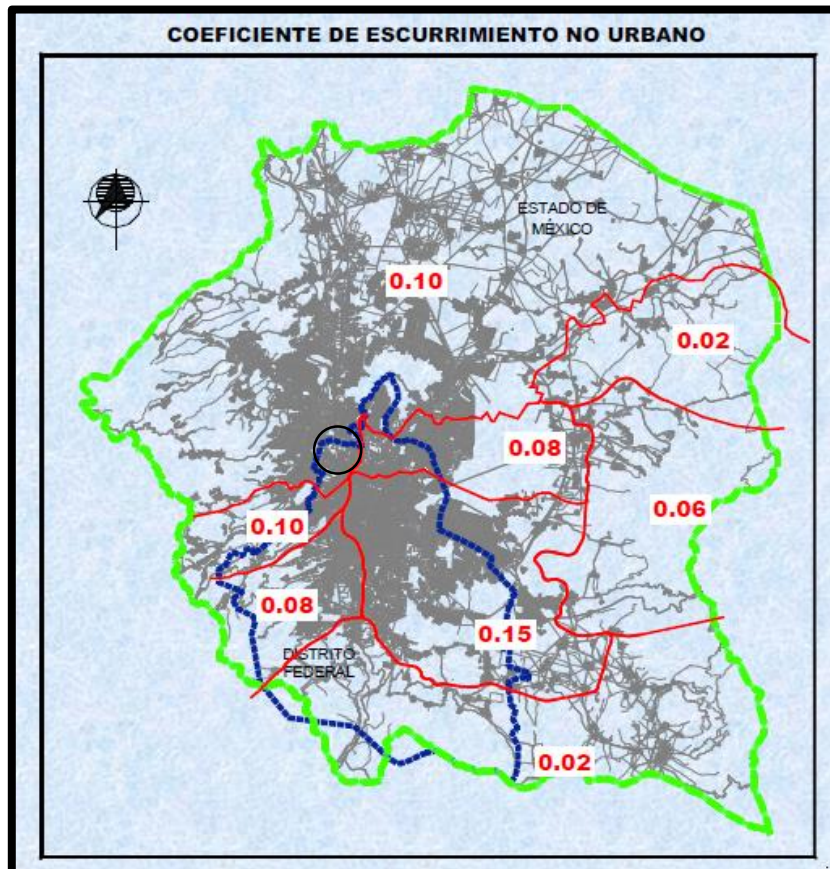 COEFICIENTE DE ESCURRIMIENTO NO URBANO
ESTADO DE
MÉXICO
0.10
0.02
0.08
0.06
0.10
0.08
0.15
DISTRITO
FEDERAL
0.02